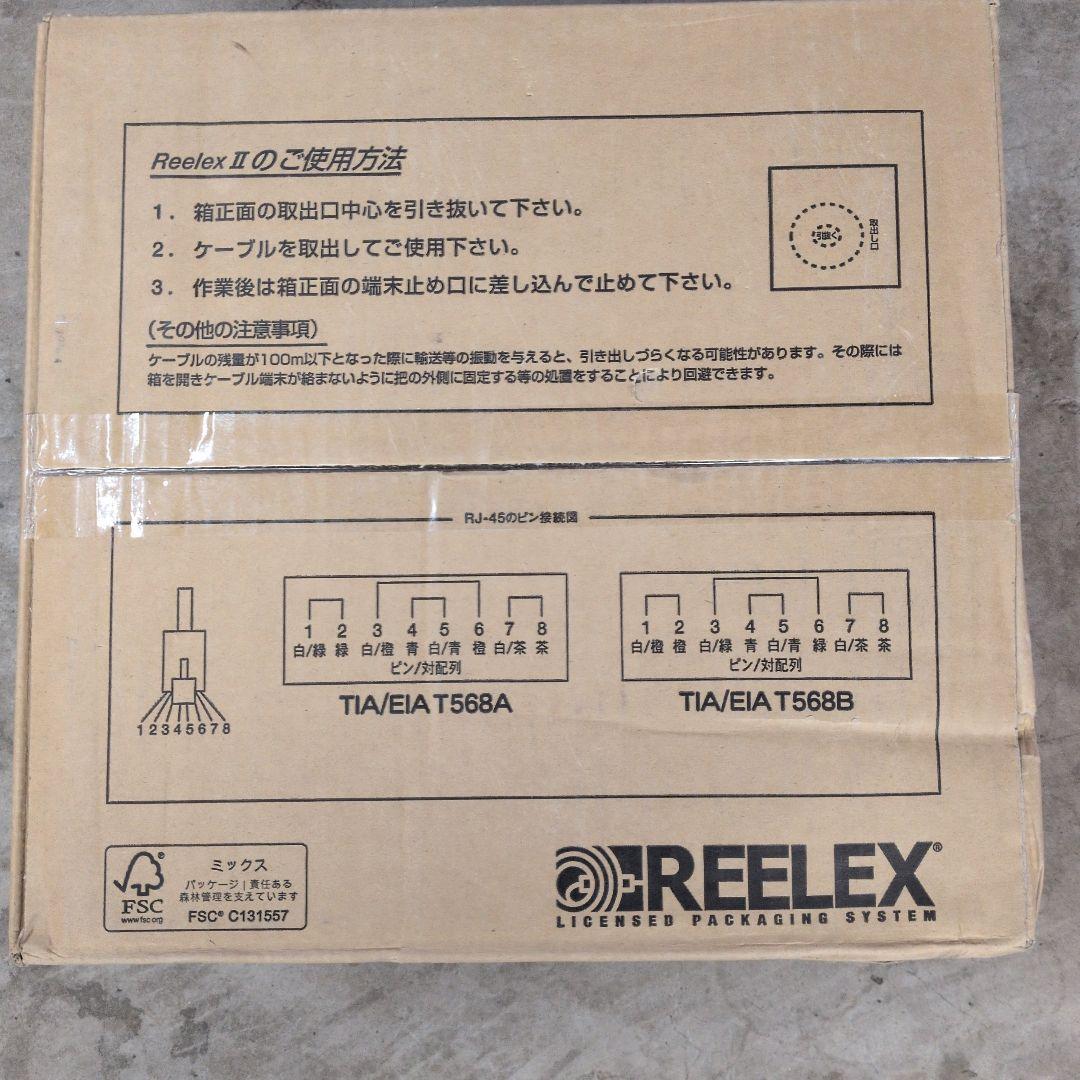 Reelex IIのご使用方法
1. 箱正面の取出口中心を引き抜いて下さい。
2. ケーブルを取出してご使用下さい。
3. 作業後は箱正面の端末止め口に差し込んで止めて下さい。
引抜く
取出し口
(その他の注意事項)
ケーブルの残量が100m以下となった際に輸送等の振動を与えると、引き出しづらくなる可能性があります。その際には
箱を開きケーブル端末が絡まないように把の外側に固定する等の処置をすることにより回避できます。
RJ-45のピン接続図
12345678
1 2 3 4 5 6 7 8
白/緑 緑 白/橙 青 白/青 橙 白/茶 茶
ピン/対配列
TIA/EIA T568A
1 2 3 4 5 6 7 8
白/橙 橙 白/緑 青 白/青 緑 白/茶 茶
ピン/対配列
TIA/EIA T568B
FSC
www.fsc.org
ミックス
パッケージ|責任ある
森林管理を支えています
FSC® C131557
REELEX®
LICENSED PACKAGING SYSTEM